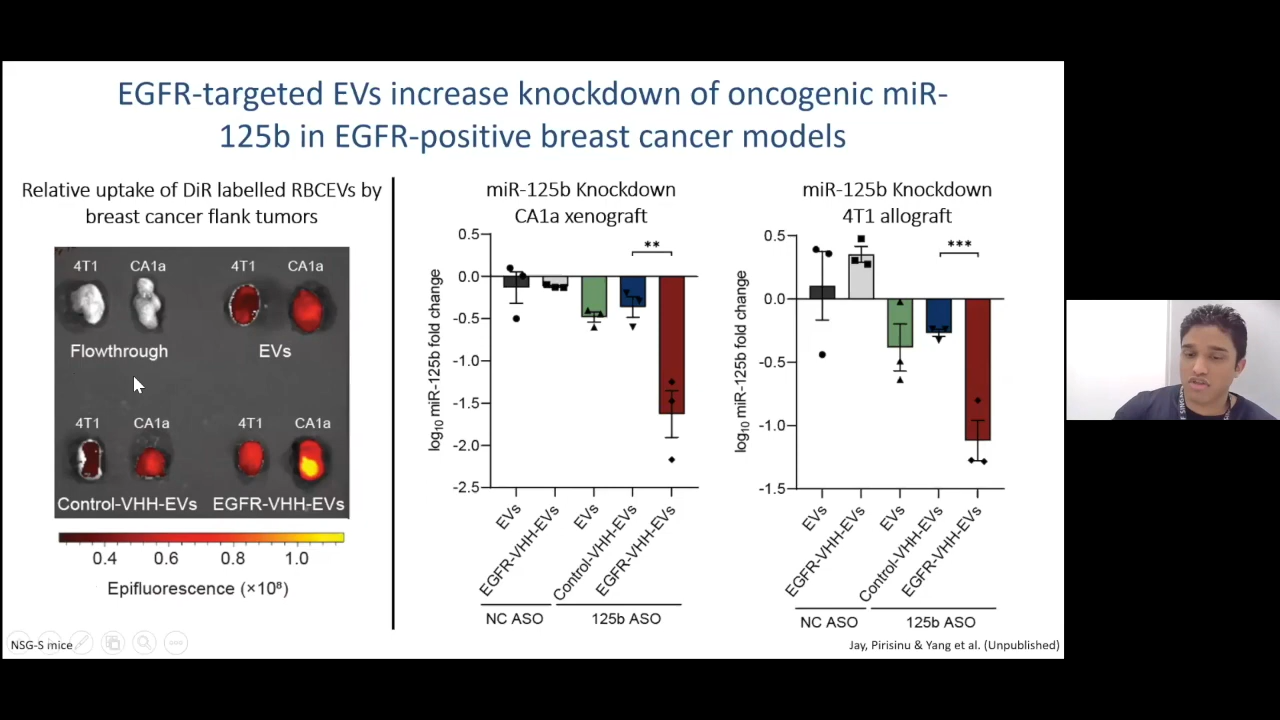 EGFR-targeted EVs increase knockdown of oncogenic miR-
125b in EGFR-positive breast cancer models
Relative uptake of DiR labelled RBCEVs by
breast cancer flank tumors
4T1 CA1a
Flowthrough
4T1 CA1a
EVs
4T1 CA1a
Control-VHH-EVs
4T1 CA1a
EGFR-VHH-EVs
0.4 0.6 0.8 1.0
Epifluorescence (×10⁸)
miR-125b Knockdown
CA1a xenograft
log₁₀ miR-125b fold change
0.5
0.0
-0.5
-1.0
-1.5
-2.0
-2.5
**
EVs
EGFR-VHH-EVs
EVs
Control-VHH-EVs
EGFR-VHH-EVs
NC ASO
125b ASO
miR-125b Knockdown
4T1 allograft
log₁₀ miR-125b fold change
0.5
0.0
-0.5
-1.0
-1.5
***
EVs
EGFR-VHH-EVs
EVs
Control-VHH-EVs
EGFR-VHH-EVs
NC ASO
125b ASO
NSG-S mice
Jay, Pirisinu & Yang et al. (Unpublished)